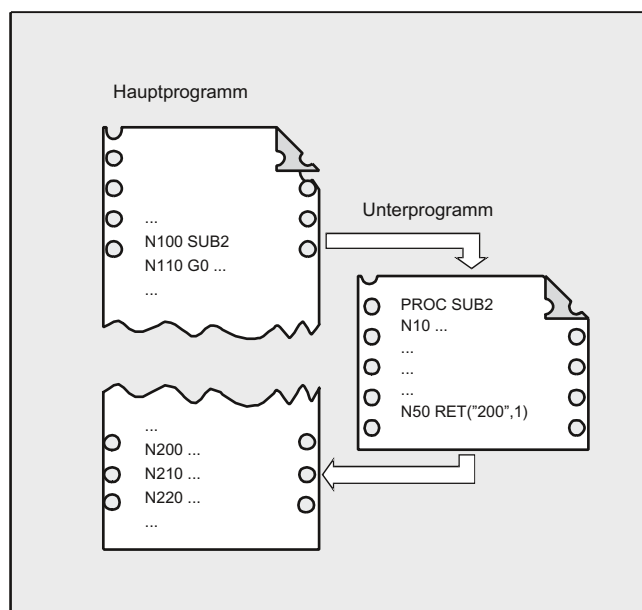 Hauptprogramm
...
N100 SUB2
N110 G0 ...
...
Unterprogramm
PROC SUB2
N10 ...
...
...
...
N50 RET("200",1)
...
N200 ...
N210 ...
N220 ...
...